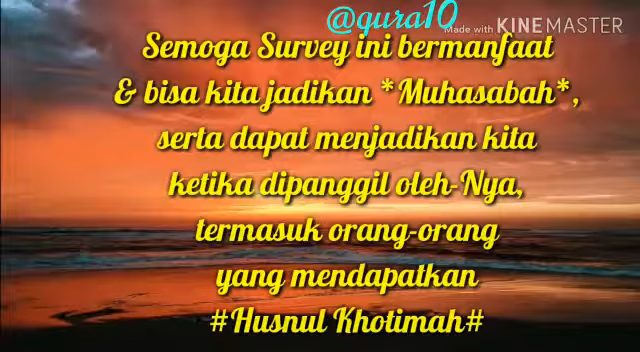 @qura10
Made with KINEMASTER
Semoga Survey ini bermanfaat
& bisa kita jadikan *Muhasabah*,
serta dapat menjadikan kita
ketika dipanggil oleh-Nya,
termasuk orang-orang
yang mendapatkan
#Husnul Khotimah#